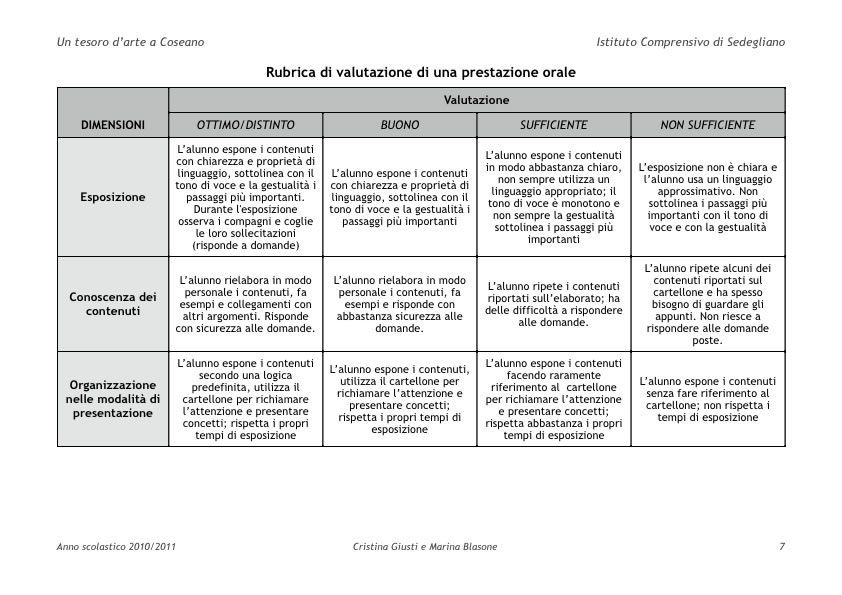 Un tesoro d'arte a Coseano
Istituto Comprensivo di Sedegliano
Rubrica di valutazione di una prestazione orale
DIMENSIONI
Valutazione
OTTIMO/DISTINTO
BUONO
SUFFICIENTE
NON SUFFICIENTE
Esposizione
L'alunno espone i contenuti
con chiarezza e proprietà di
linguaggio, sottolinea con il
tono di voce e la gestualità i
passaggi più importanti.
Durante l'esposizione
osserva i compagni e coglie
le loro sollecitazioni
(risponde a domande)
L'alunno espone i contenuti
con chiarezza e proprietà di
linguaggio, sottolinea con il
tono di voce e la gestualità i
passaggi più importanti
L'alunno espone i contenuti
in modo abbastanza chiaro,
non sempre utilizza un
linguaggio appropriato; il
tono di voce è monotono e
non sempre la gestualità
sottolinea i passaggi più
importanti
L'esposizione non è chiara e
l'alunno usa un linguaggio
approssimativo. Non
sottolinea i passaggi più
importanti con il tono di
voce e con la gestualità
Conoscenza dei
contenuti
L'alunno rielabora in modo
personale i contenuti, fa
esempi e collegamenti con
altri argomenti. Risponde
con sicurezza alle domande.
L'alunno rielabora in modo
personale i contenuti, fa
esempi e risponde con
abbastanza sicurezza alle
domande.
L'alunno ripete i contenuti
riportati sull'elaborato; ha
delle difficoltà a rispondere
alle domande.
L'alunno ripete alcuni dei
contenuti riportati sul
cartellone e ha spesso
bisogno di guardare gli
appunti. Non riesce a
rispondere alle domande
poste.
Organizzazione
nelle modalità di
presentazione
L'alunno espone i contenuti
secondo una logica
predefinita, utilizza il
cartellone per richiamare
l'attenzione e presentare
concetti; rispetta i propri
tempi di esposizione
L'alunno espone i contenuti,
utilizza il cartellone per
richiamare l'attenzione e
presentare concetti;
rispetta i propri tempi di
esposizione
L'alunno espone i contenuti
facendo raramente
riferimento al  cartellone
per richiamare l'attenzione
e presentare concetti;
rispetta abbastanza i propri
tempi di esposizione
L'alunno espone i contenuti
senza fare riferimento al
cartellone; non rispetta i
tempi di esposizione
Anno scolastico 2010/2011
Cristina Giusti e Marina Blasone
7